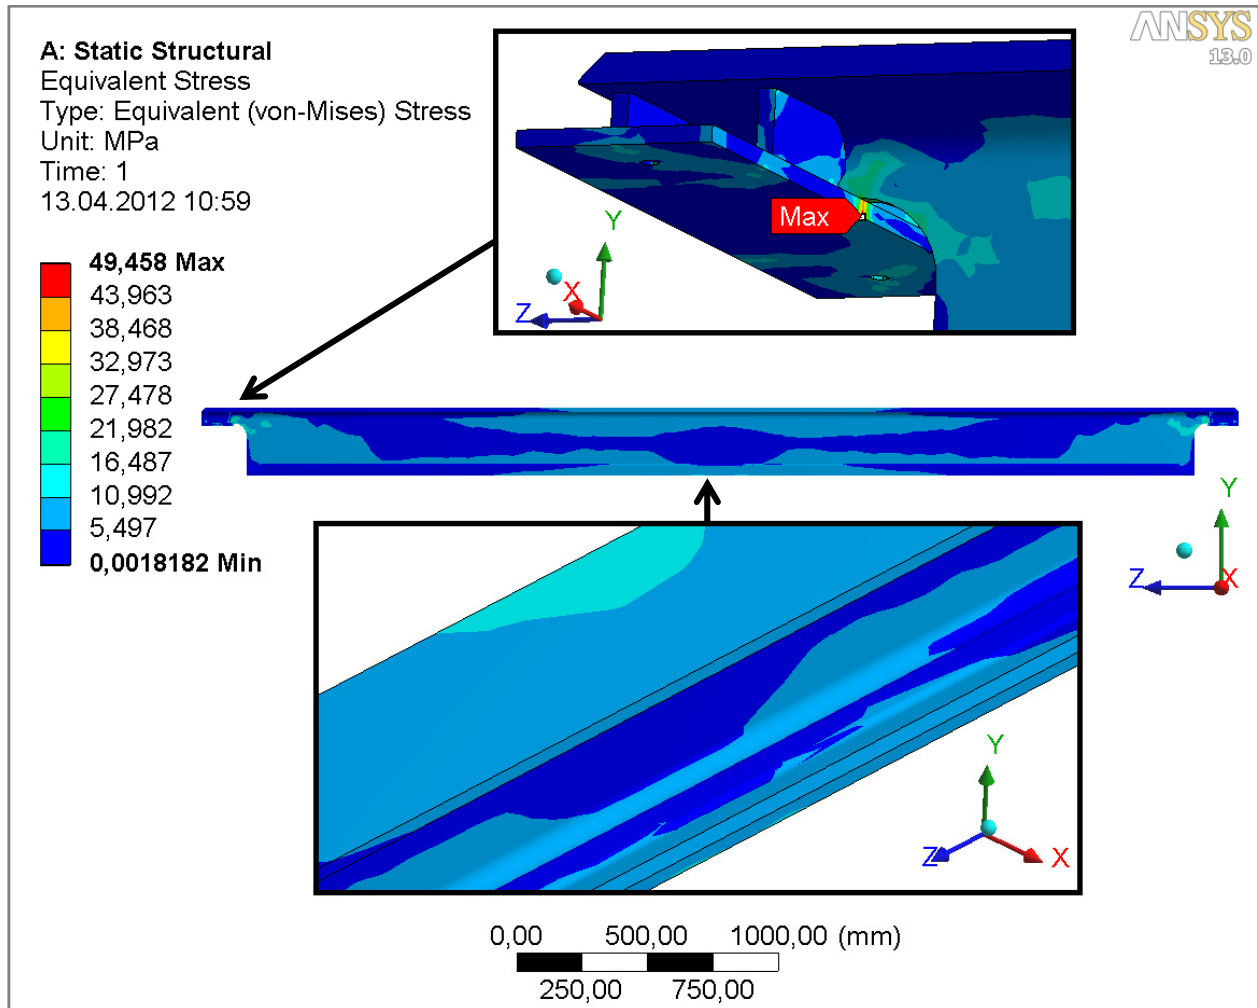 ANSYS
13.0
A: Static Structural
Equivalent Stress
Type: Equivalent (von-Mises) Stress
Unit: MPa
Time: 1
13.04.2012 10:59
49,458 Max
43,963
38,468
32,973
27,478
21,982
16,487
10,992
5,497
0,0018182 Min
Max
Y
X
Z
Y
Z
X
Y
Z
X
0,00
500,00
1000,00 (mm)
250,00
750,00